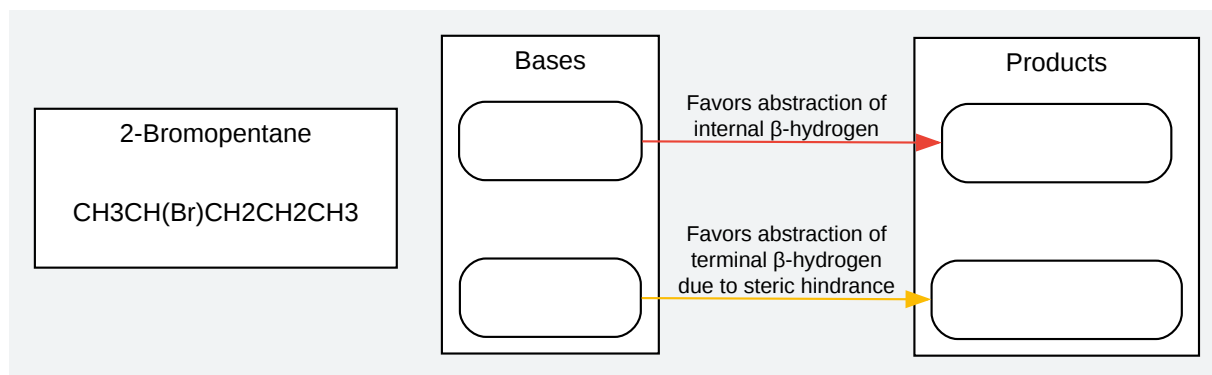 2-Bromopentane
CH3CH(Br)CH2CH2CH3
Bases
Favors abstraction of
internal β-hydrogen
Favors abstraction of
terminal β-hydrogen
due to steric hindrance
Products